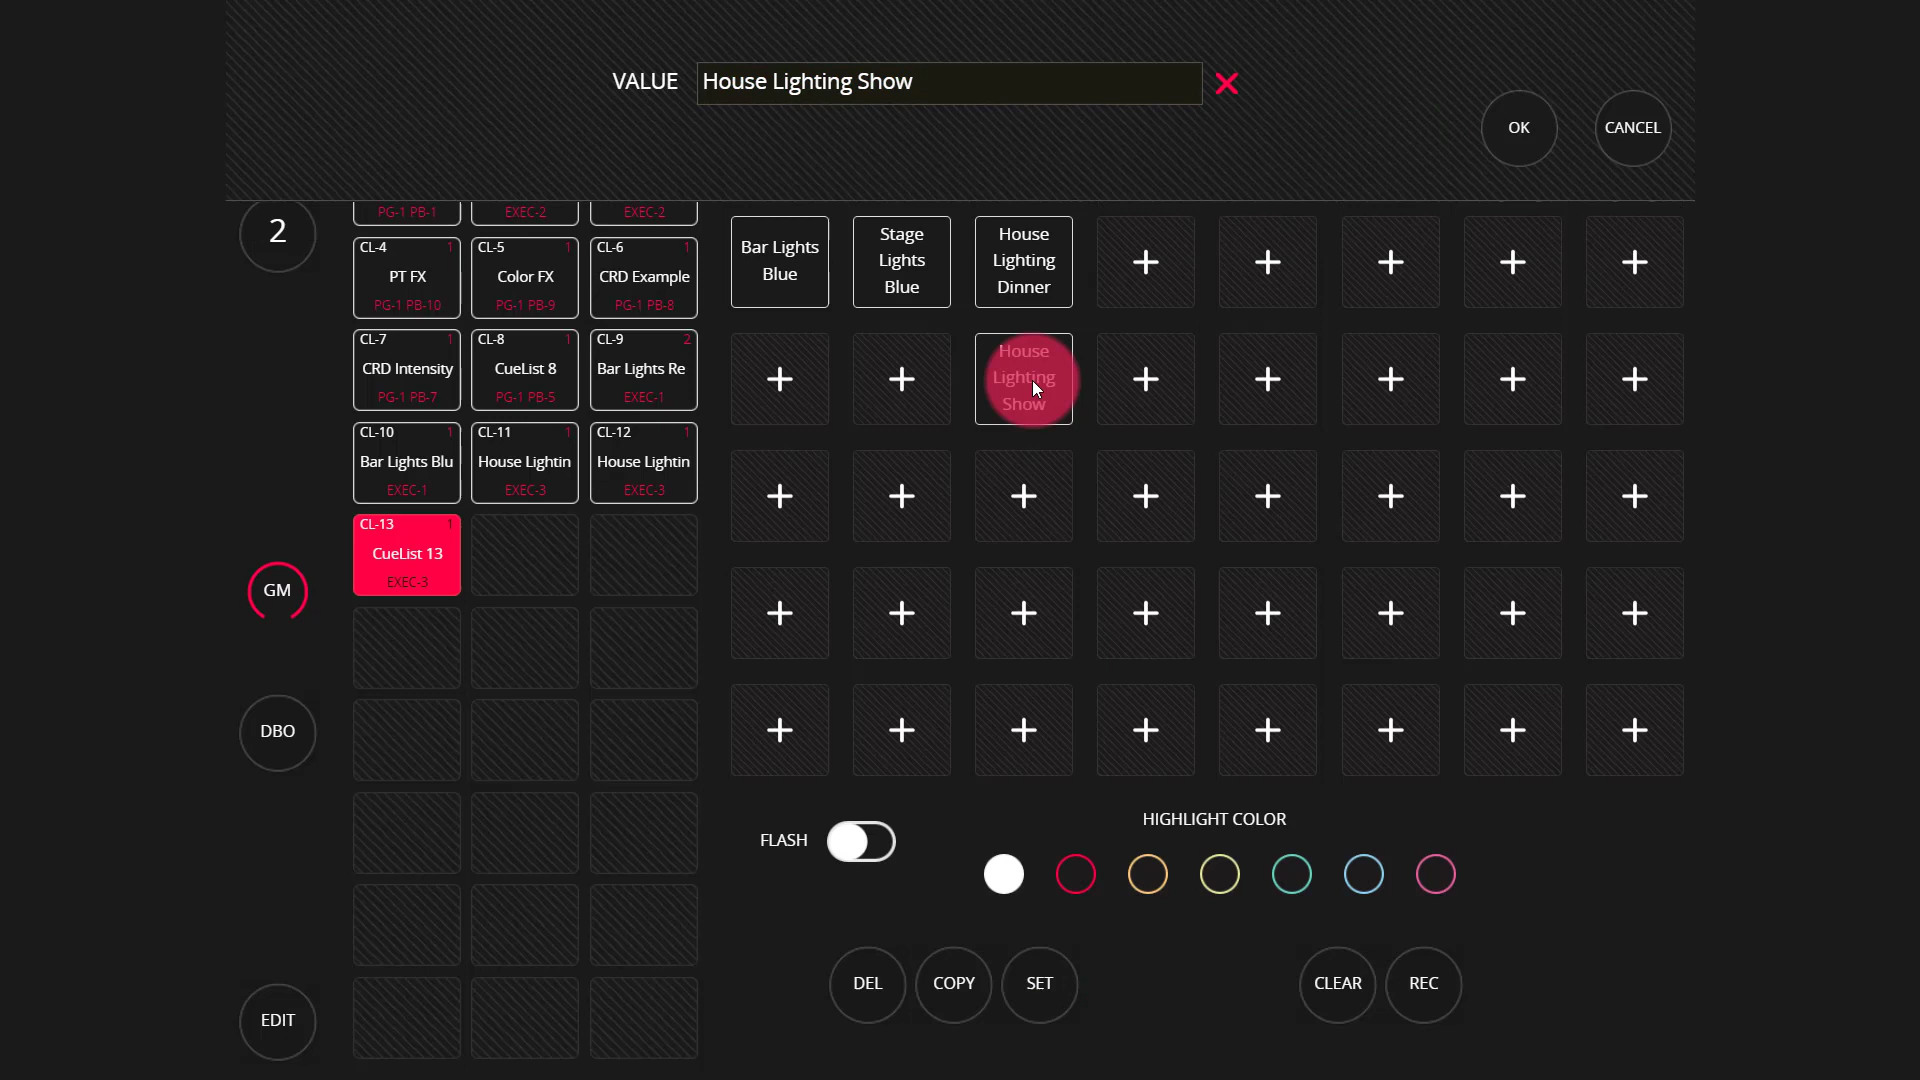 VALUE
House Lighting Show
OK
CANCEL
2
PG-1 PB-1
EXEC-2
EXEC-2
CL-4 1
PT FX
PG-1 PB-10
CL-5 1
Color FX
PG-1 PB-9
CL-6 1
CRD Example
PG-1 PB-8
CL-7 1
CRD Intensity
PG-1 PB-7
CL-8 1
CueList 8
PG-1 PB-5
CL-9 2
Bar Lights Re
EXEC-1
CL-10 1
Bar Lights Blu
EXEC-1
CL-11 1
House Lightin
EXEC-3
CL-12 1
House Lightin
EXEC-3
CL-13 1
CueList 13
EXEC-3
GM
DBO
EDIT
Bar Lights
Blue
Stage
Lights
Blue
House
Lighting
Dinner
House
Lighting
Show
FLASH
HIGHLIGHT COLOR
DEL
COPY
SET
CLEAR
REC